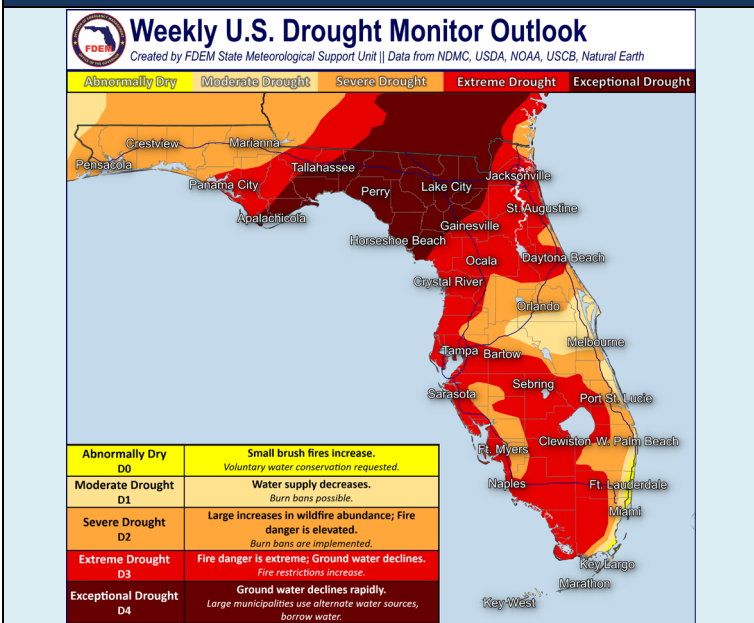 Weekly U.S. Drought Monitor Outlook
FDEM
Created by FDEM State Meteorological Support Unit || Data from NDMC, USDA, NOAA, USCB, Natural Earth
Abnormally Dry Moderate Drought Severe Drought Extreme Drought Exceptional Drought
Crestview Marianna
Pensacola
Tallahassee
Jacksonville
Panama City
Perry
Lake City
Apalachicola
St. Augustine
Gainesville
Horseshoe Beach
Ocala
Daytona Beach
Crystal River
Orlando
Melbourne
Tampa
Bartow
Sebring
Sarasota
Port St. Lucie
Clewiston
W. Palm Beach
Ft. Myers
Naples
Ft. Lauderdale
Miami
Key Largo
Marathon
Key West
Abnormally Dry
D0
Small brush fires increase.
Voluntary water conservation requested.
Moderate Drought
D1
Water supply decreases.
Burn bans possible.
Severe Drought
D2
Large increases in wildfire abundance; Fire
danger is elevated.
Burn bans are implemented.
Extreme Drought
D3
Fire danger is extreme; Ground water declines.
Fire restrictions increase.
Exceptional Drought
D4
Ground water declines rapidly.
Large municipalities use alternate water sources,
borrow water.